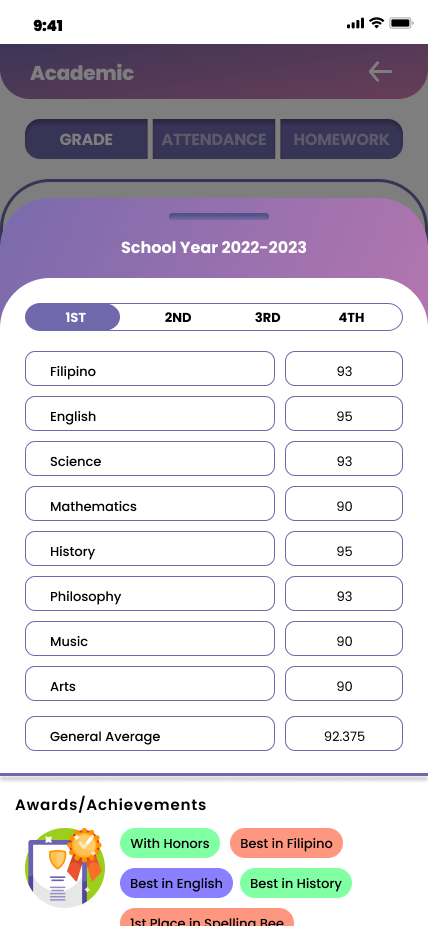 9:41
Academic
GRADE ATTENDANCE HOMEWORK
School Year 2022-2023
1ST 2ND 3RD 4TH
Filipino 93
English 95
Science 93
Mathematics 90
History 95
Philosophy 93
Music 90
Arts 90
General Average 92.375
Awards/Achievements
With Honors Best in Filipino
Best in English Best in History
1st Place in Spelling Bee